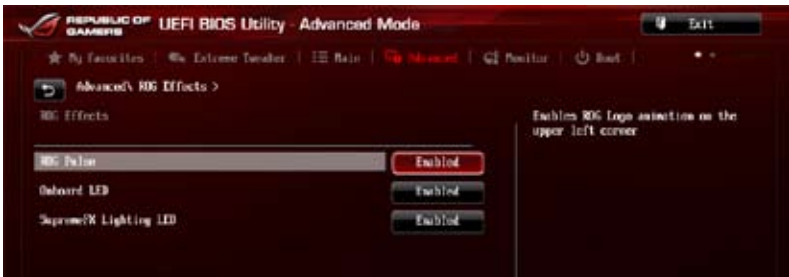 REPUBLIC OF GAMERS UEFI BIOS Utility - Advanced Mode Exit
My Favorites Extreme Tweaker Main Advanced Monitor Boot
Advanced\ ROG Effects >
ROG Effects
Enables ROG Logo animation on the
upper left corner
ROG Pulse Enabled
Onboard LED Enabled
SupremeFX Lighting LED Enabled